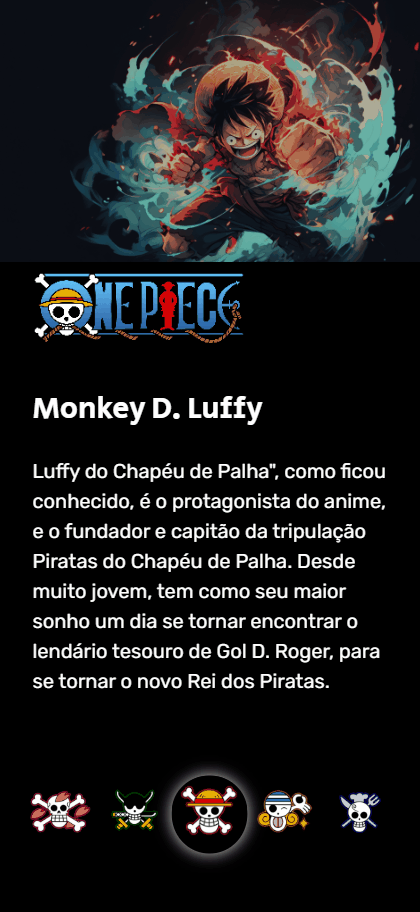 ONE PIECE
Monkey D. Luffy
Luffy do Chapéu de Palha", como ficou
conhecido, é o protagonista do anime,
e o fundador e capitão da tripulação
Piratas do Chapéu de Palha. Desde
muito jovem, tem como seu maior
sonho um dia se tornar encontrar o
lendário tesouro de Gol D. Roger, para
se tornar o novo Rei dos Piratas.